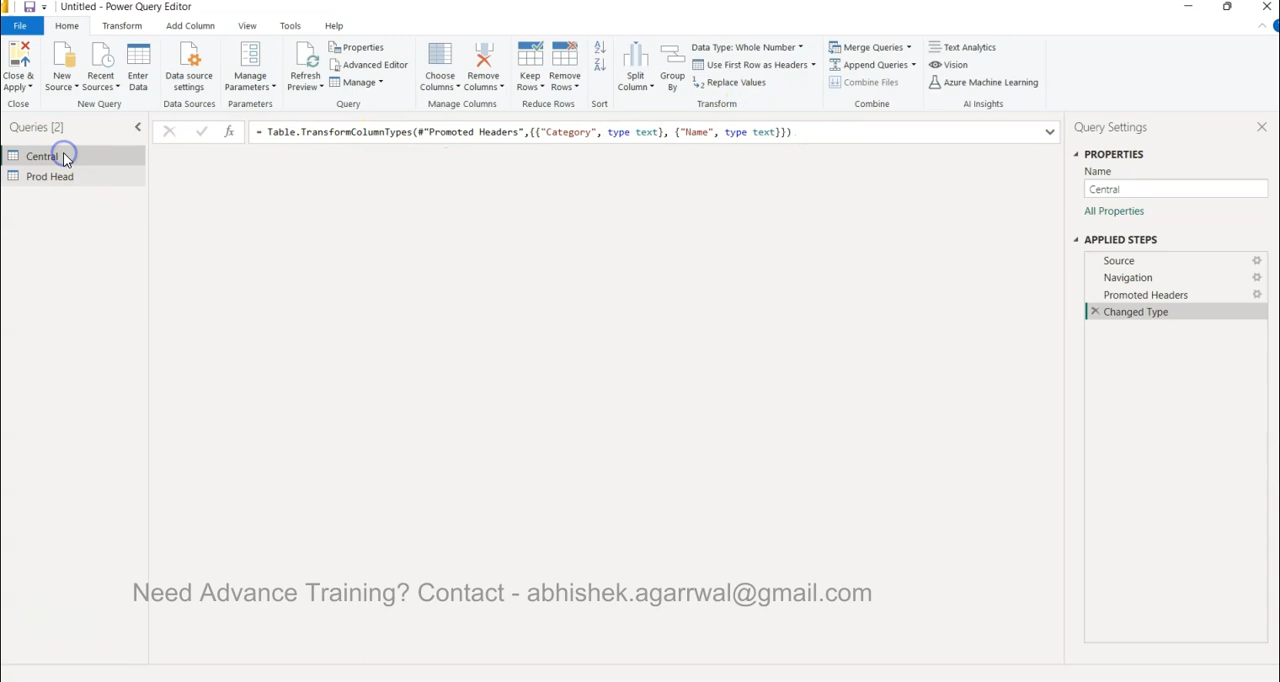 Untitled - Power Query Editor
File Home Transform Add Column View Tools Help
Close & Apply
New Source
Recent Sources
Enter Data
Data source settings
Manage Parameters
Refresh Preview
Properties
Advanced Editor
Manage
Choose Columns
Remove Columns
Keep Rows
Remove Rows
Split Column
Group By
Data Type: Whole Number
Use First Row as Headers
Replace Values
Merge Queries
Append Queries
Combine Files
Text Analytics
Vision
Azure Machine Learning
Close New Query Data Sources Parameters Query Manage Columns Reduce Rows Sort Transform Combine AI Insights
Queries [2]
= Table.TransformColumnTypes(#"Promoted Headers",{{"Category", type text}, {"Name", type text}})
Central
Prod Head
Query Settings
PROPERTIES
Name
Central
All Properties
APPLIED STEPS
Source
Navigation
Promoted Headers
Changed Type
Need Advance Training? Contact - abhishek.agarrwal@gmail.com